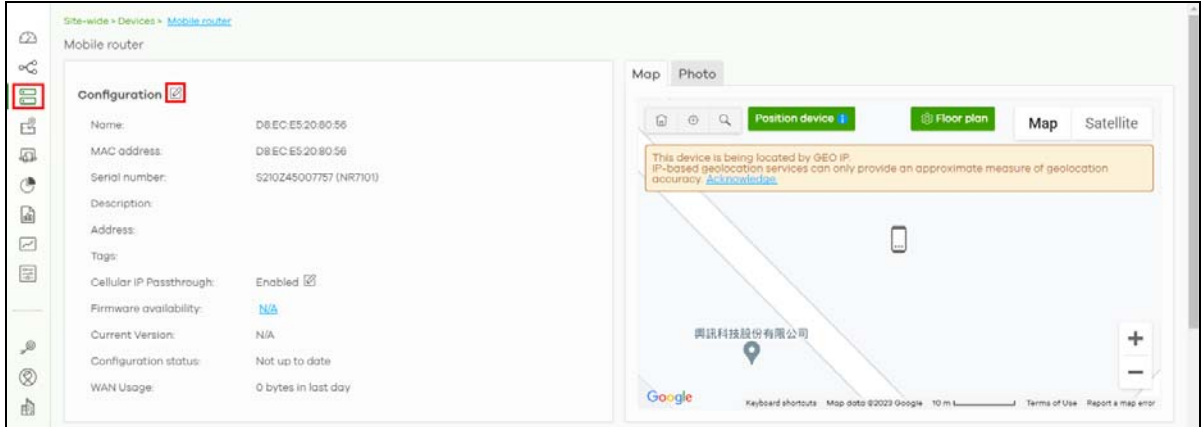 Site-wide > Devices > Mobile router
Mobile router
Configuration
Name: D8:EC:E5:20:80:56
MAC address: D8:EC:E5:20:80:56
Serial number: S210Z45007757 (NR7101)
Description:
Address:
Tags:
Cellular IP Passthrough: Enabled
Firmware availability: N/A
Current Version: N/A
Configuration status: Not up to date
WAN Usage: 0 bytes in last day
Map Photo
Position device i Floor plan Map Satellite
This device is being located by GEO IP.
IP-based geolocation services can only provide an approximate measure of geolocation
accuracy. Acknowledge.
興訊科技股份有限公司
Google Keyboard shortcuts Map data ©2023 Google 10 m Terms of Use Report a map error